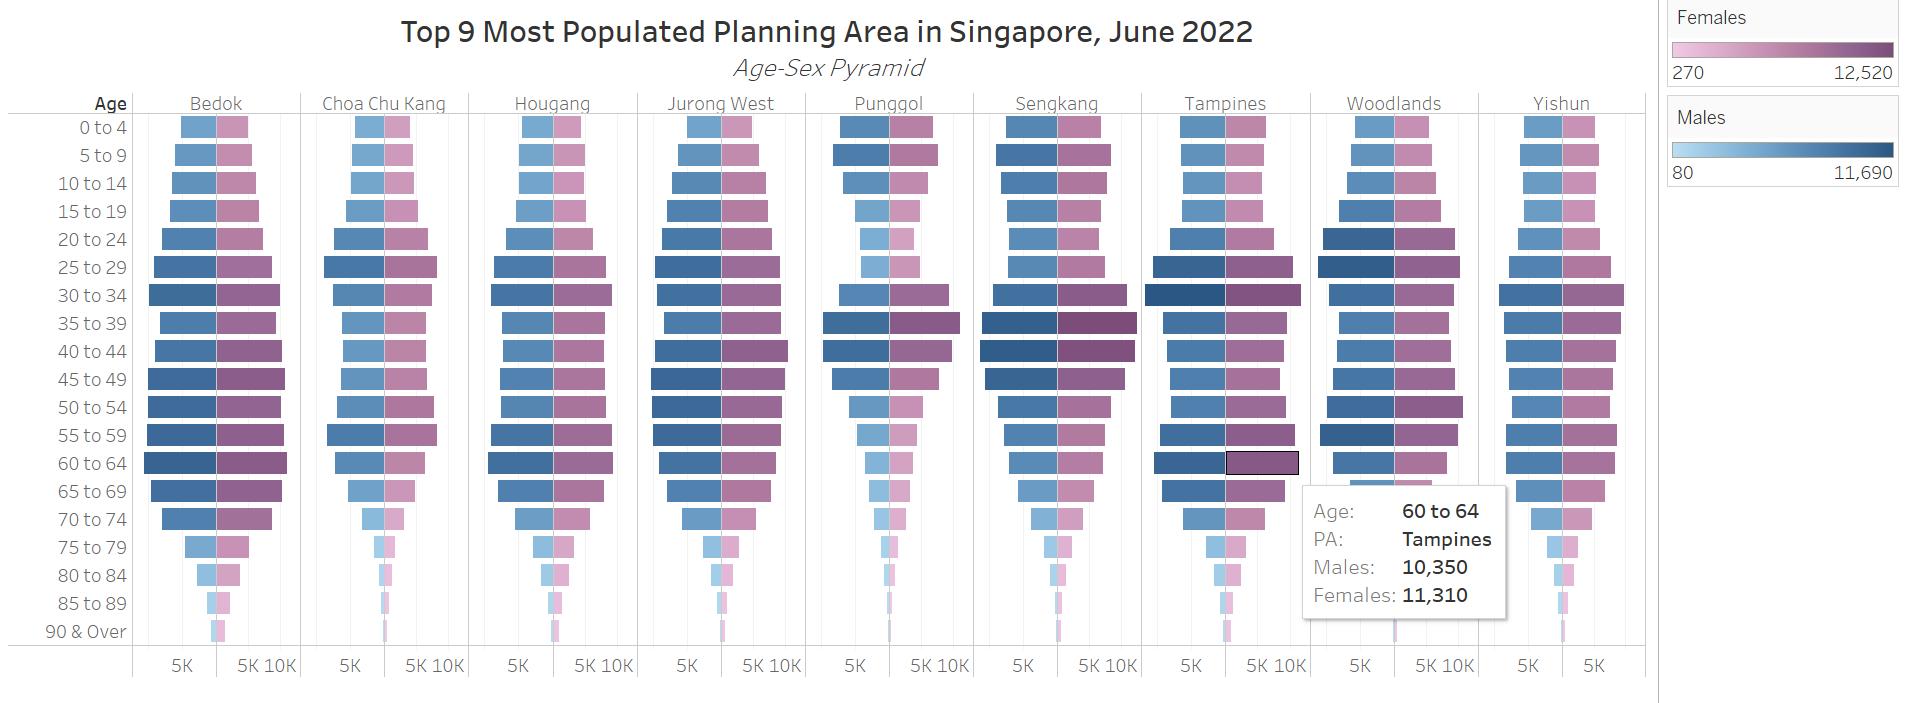 Top 9 Most Populated Planning Area in Singapore, June 2022
Age-Sex Pyramid
Age Bedok Choa Chu Kang Hougang Jurong West Punggol Sengkang Tampines Woodlands Yishun
0 to 4
5 to 9
10 to 14
15 to 19
20 to 24
25 to 29
30 to 34
35 to 39
40 to 44
45 to 49
50 to 54
55 to 59
60 to 64
65 to 69
70 to 74
75 to 79
80 to 84
85 to 89
90 & Over
5K 5K 10K 5K 5K 10K 5K 5K 10K 5K 5K 10K 5K 5K 10K 5K 5K 10K 5K 5K 10K 5K 5K 10K 5K 5K
Age: 60 to 64
PA: Tampines
Males: 10,350
Females: 11,310
Females
270 12,520
Males
80 11,690